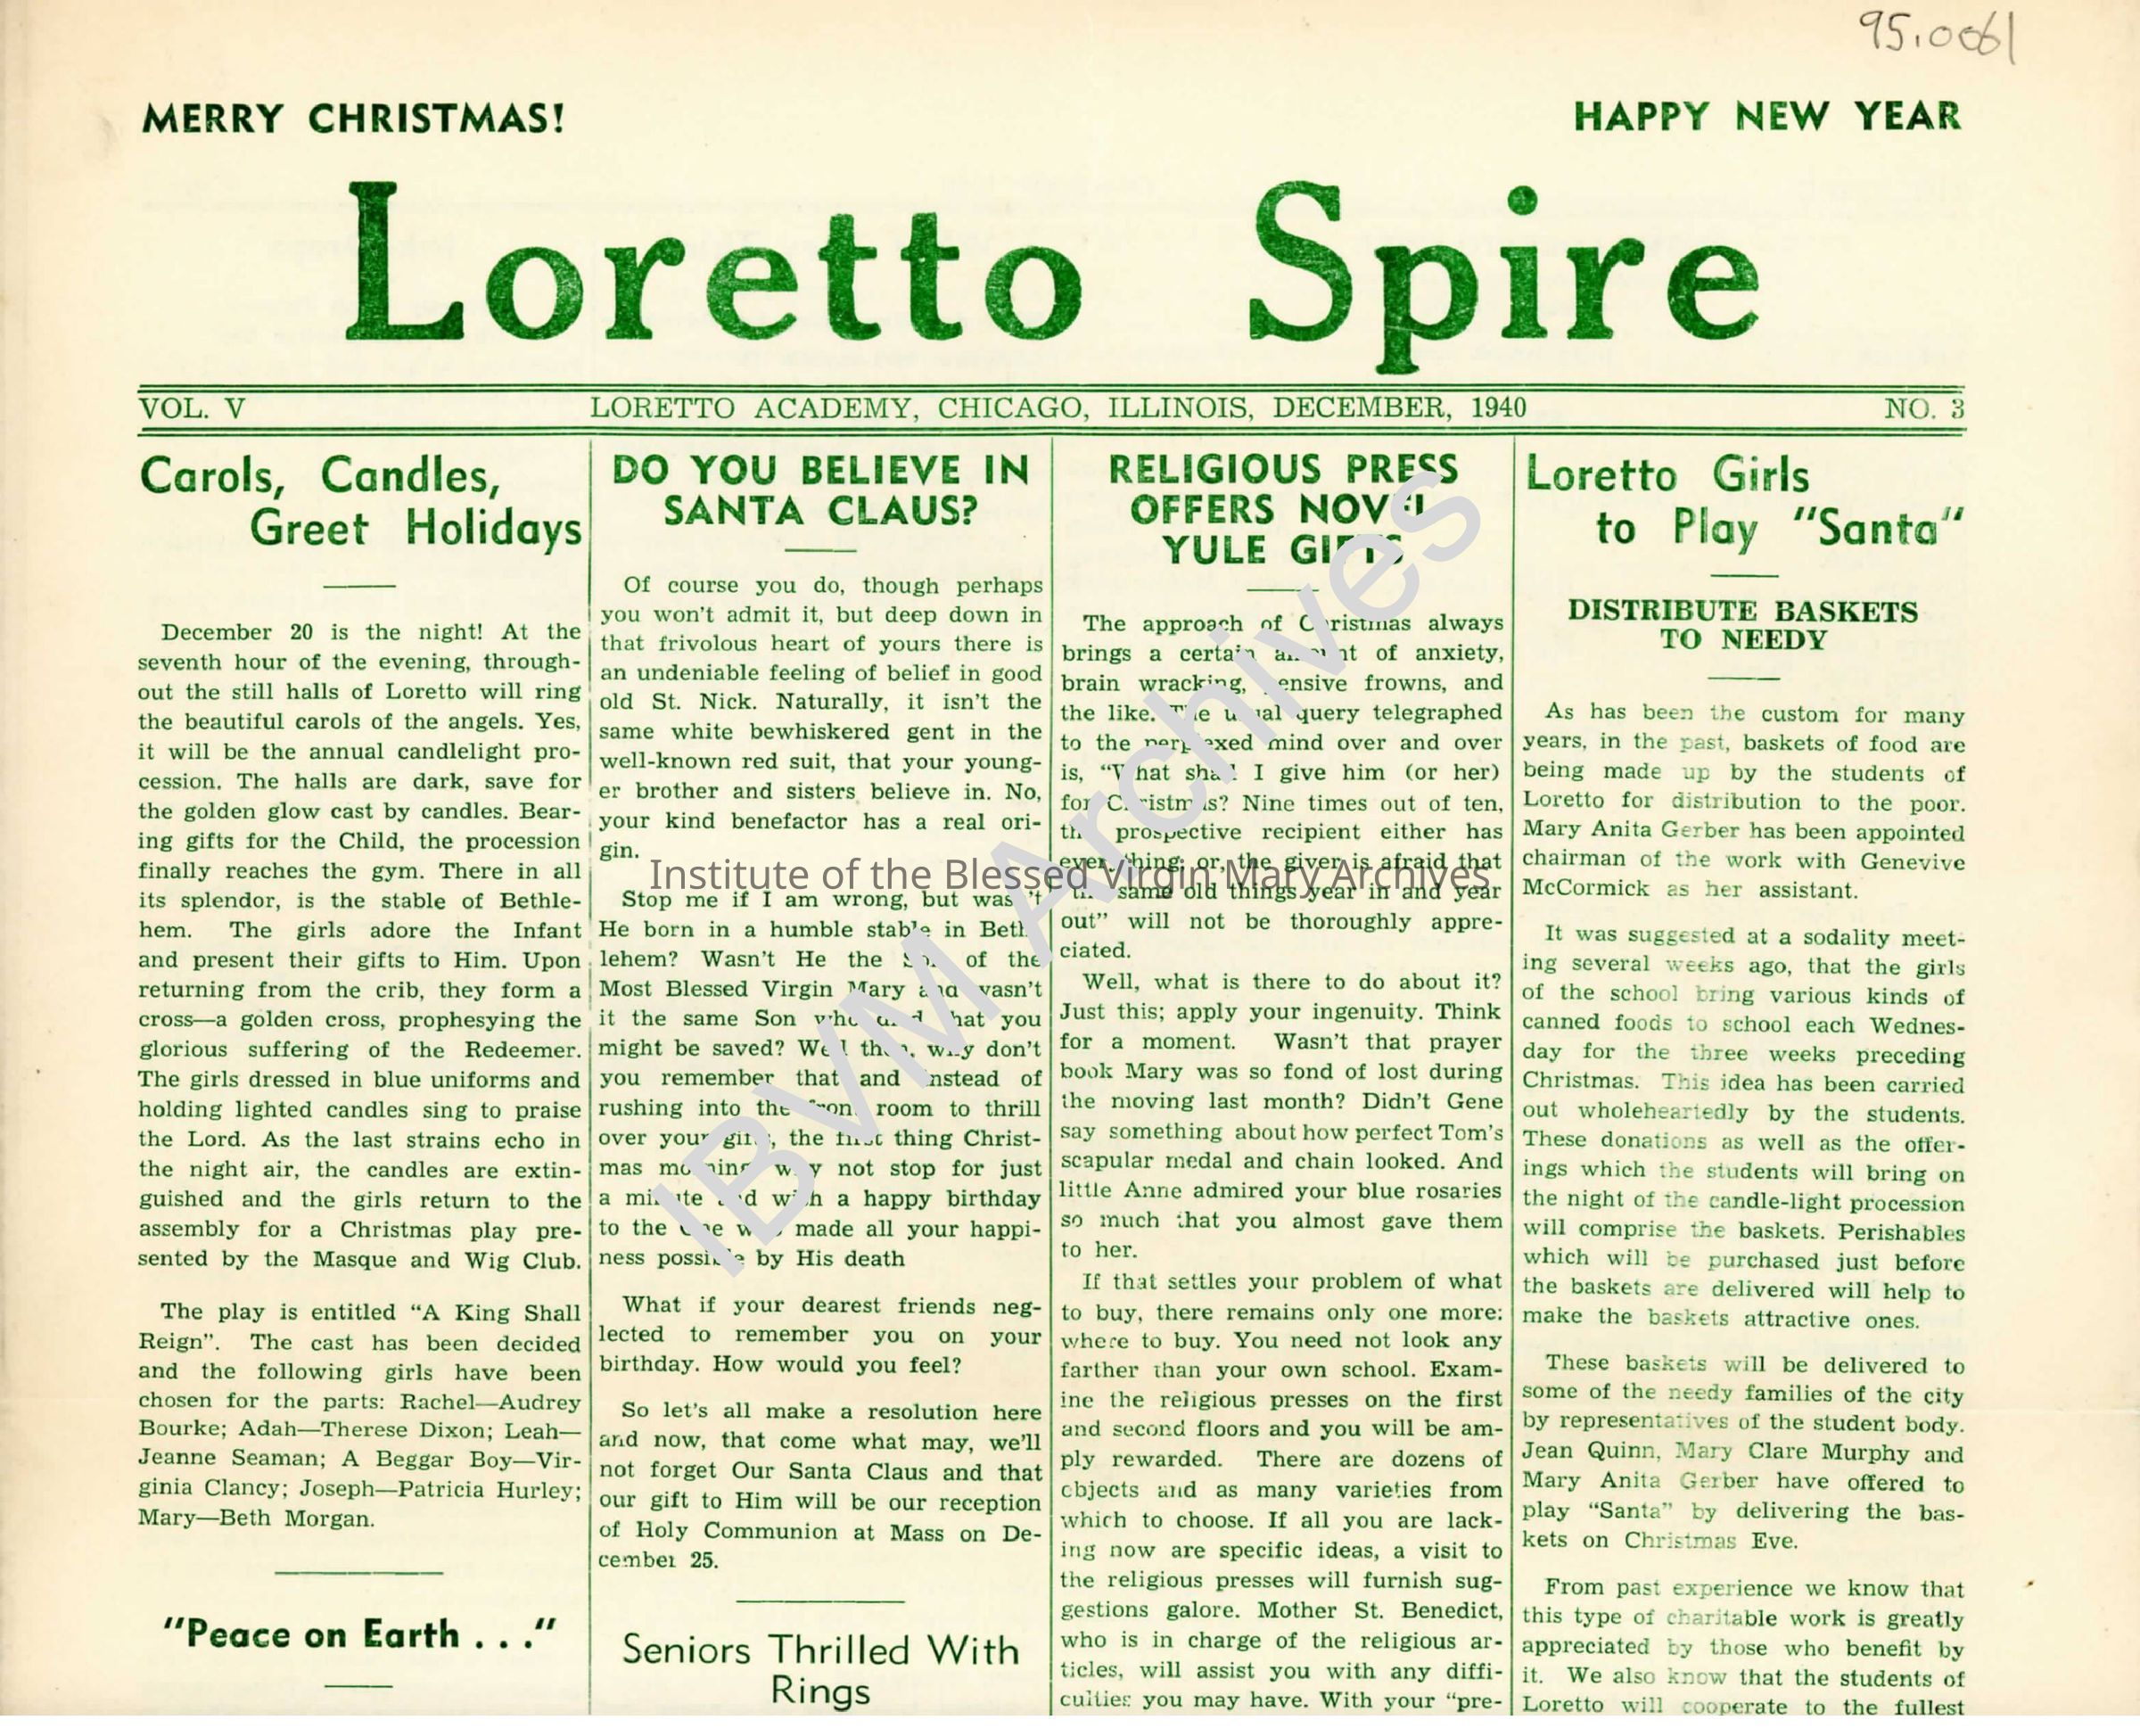 95.0061
MERRY CHRISTMAS!
HAPPY NEW YEAR
Loretto Spire
VOL. V
LORETTO ACADEMY, CHICAGO, ILLINOIS, DECEMBER, 1940
NO. 3
Carols, Candles,
Greet Holidays
December 20 is the night! At the
seventh hour of the evening, through-
out the still halls of Loretto will ring
the beautiful carols of the angels. Yes,
it will be the annual candlelight pro-
cession. The halls are dark, save for
the golden glow cast by candles. Bear-
ing gifts for the Child, the procession
finally reaches the gym. There in all
its splendor, is the stable of Bethle-
hem. The girls adore the Infant
and present their gifts to Him. Upon
returning from the crib, they form a
cross—a golden cross, prophesying the
glorious suffering of the Redeemer.
The girls dressed in blue uniforms and
holding lighted candles sing to praise
the Lord. As the last strains echo in
the night air, the candles are extin-
guished and the girls return to the
assembly for a Christmas play pre-
sented by the Masque and Wig Club.
The play is entitled “A King Shall
Reign”. The cast has been decided
and the following girls have been
chosen for the parts: Rachel—Audrey
Bourke; Adah—Therese Dixon; Leah—
Jeanne Seaman; A Beggar Boy—Vir-
ginia Clancy; Joseph—Patricia Hurley;
Mary—Beth Morgan.
"Peace on Earth . . ."
DO YOU BELIEVE IN
SANTA CLAUS?
Of course you do, though perhaps
you won't admit it, but deep down in
that frivolous heart of yours there is
an undeniable feeling of belief in good
old St. Nick. Naturally, it isn't the
same white bewhiskered gent in the
well-known red suit, that your young-
er brother and sisters believe in. No,
your kind benefactor has a real ori-
gin.
Stop me if I am wrong, but wasn't
He born in a humble stable in Beth-
lehem? Wasn't He the Son of the
Most Blessed Virgin Mary and wasn't
it the same Son who died that you
might be saved? Well then, why don't
you remember that and instead of
rushing into the front room to thrill
over your gifts, the first thing Christ-
mas morning, why not stop for just
a minute and wish a happy birthday
to the One who made all your happi-
ness possible by His death
What if your dearest friends neg-
lected to remember you on your
birthday. How would you feel?
So let's all make a resolution here
and now, that come what may, we'll
not forget Our Santa Claus and that
our gift to Him will be our reception
of Holy Communion at Mass on De-
cember 25.
Seniors Thrilled With
Rings
RELIGIOUS PRESS
OFFERS NOVEL
YULE GIFTS
The approach of Christmas always
brings a certain amount of anxiety,
brain wracking, pensive frowns, and
the like. The usual query telegraphed
to the perplexed mind over and over
is, “What shall I give him (or her)
for Christmas? Nine times out of ten,
the prospective recipient either has
everything; or, the giver is afraid that
the same old things year in and year
out” will not be thoroughly appre-
ciated.
Well, what is there to do about it?
Just this; apply your ingenuity. Think
for a moment. Wasn't that prayer
book Mary was so fond of lost during
the moving last month? Didn't Gene
say something about how perfect Tom's
scapular medal and chain looked. And
little Anne admired your blue rosaries
so much that you almost gave them
to her.
If that settles your problem of what
to buy, there remains only one more:
where to buy. You need not look any
farther than your own school. Exam-
ine the religious presses on the first
and second floors and you will be am-
ply rewarded. There are dozens of
objects and as many varieties from
which to choose. If all you are lack-
ing now are specific ideas, a visit to
the religious presses will furnish sug-
gestions galore. Mother St. Benedict,
who is in charge of the religious ar-
ticles, will assist you with any diffi-
culties you may have. With your “pre-
Loretto Girls
to Play "Santa"
DISTRIBUTE BASKETS
TO NEEDY
As has been the custom for many
years, in the past, baskets of food are
being made up by the students of
Loretto for distribution to the poor.
Mary Anita Gerber has been appointed
chairman of the work with Genevive
McCormick as her assistant.
It was suggested at a sodality meet-
ing several weeks ago, that the girls
of the school bring various kinds of
canned foods to school each Wednes-
day for the three weeks preceding
Christmas. This idea has been carried
out wholeheartedly by the students.
These donations as well as the offer-
ings which the students will bring on
the night of the candle-light procession
will comprise the baskets. Perishables
which will be purchased just before
the baskets are delivered will help to
make the baskets attractive ones.
These baskets will be delivered to
some of the needy families of the city
by representatives of the student body.
Jean Quinn, Mary Clare Murphy and
Mary Anita Gerber have offered to
play “Santa” by delivering the bas-
kets on Christmas Eve.
From past experience we know that
this type of charitable work is greatly
appreciated by those who benefit by
it. We also know that the students of
Loretto will cooperate to the fullest
Institute of the Blessed Virgin Mary Archives
IBVM Archives